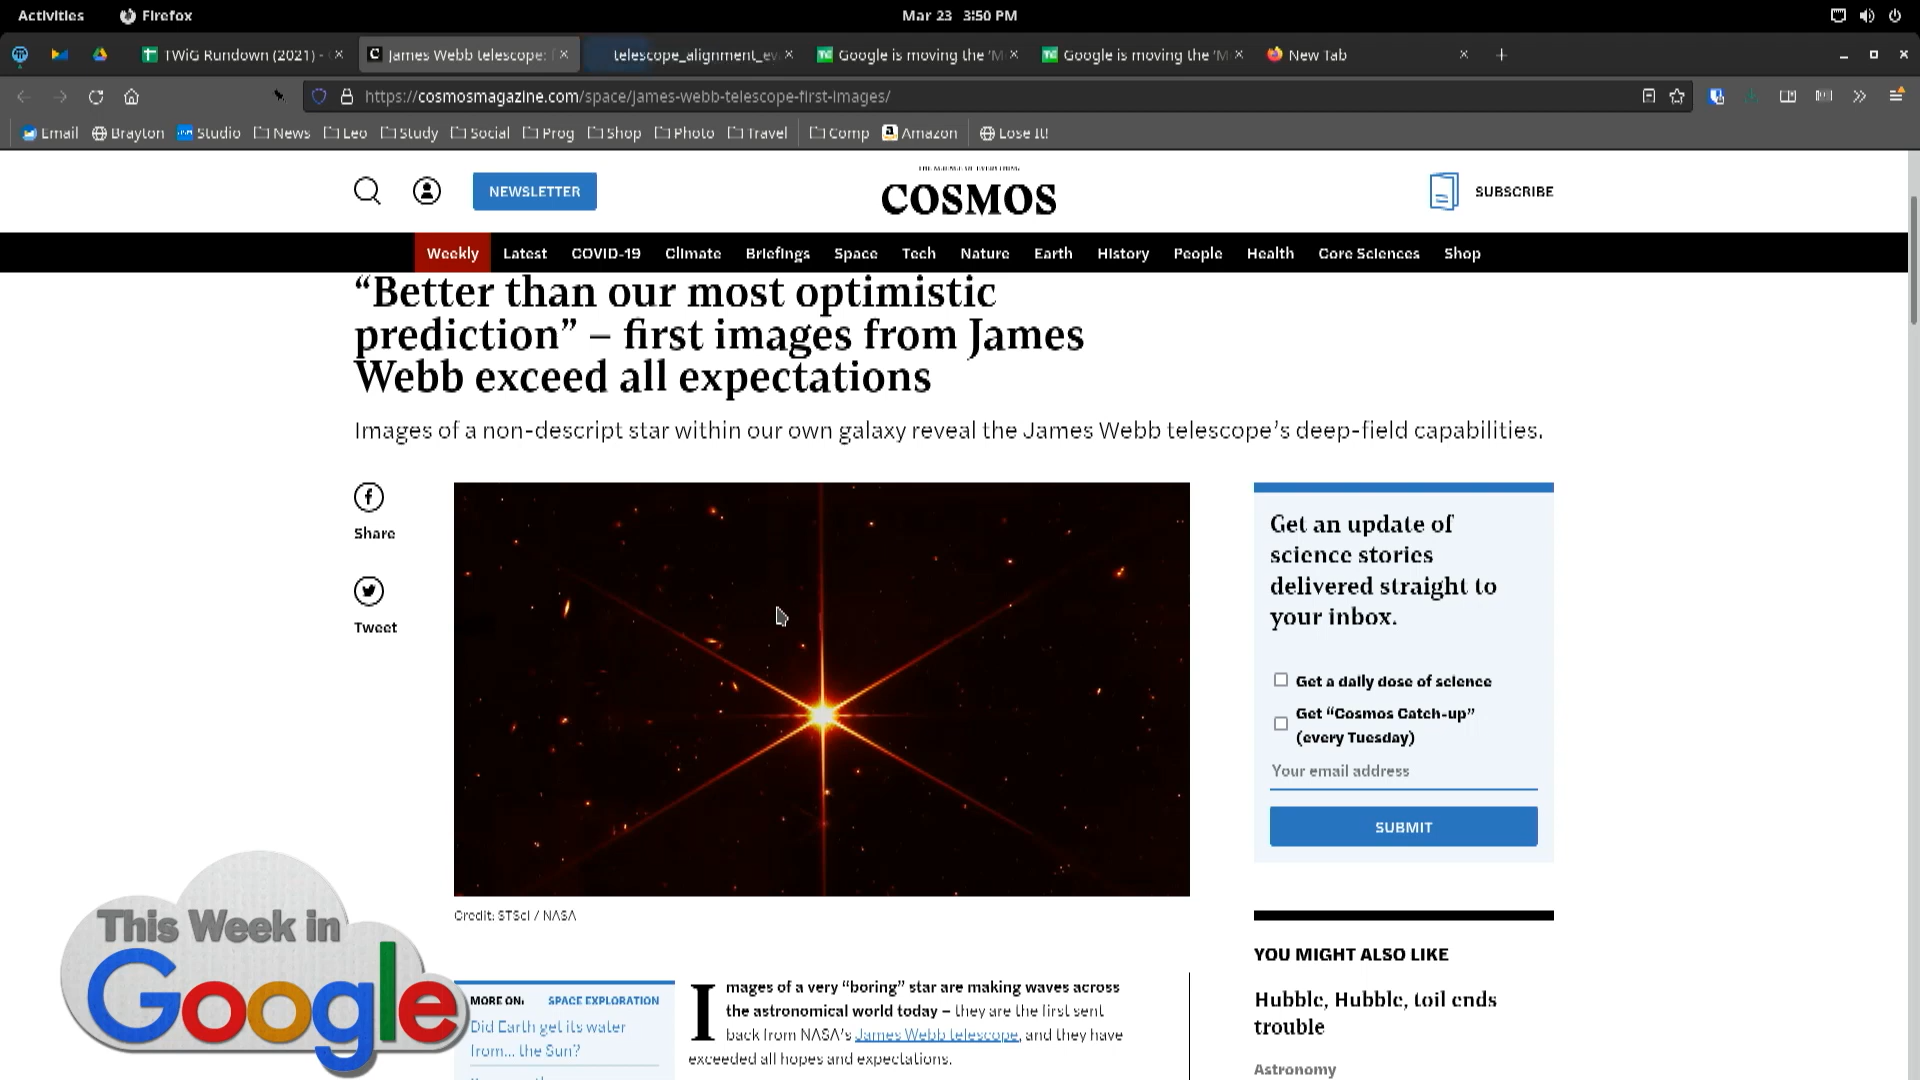 Activities
Firefox
Mar 23 3:50 PM
TWiG Rundown (2021) -
James Webb telescope: f
telescope_alignment_ev
Google is moving the 'M
Google is moving the 'M
New Tab
https://cosmosmagazine.com/space/james-webb-telescope-first-images/
Email
Brayton
Studio
News
Leo
Study
Social
Prog
Shop
Photo
Travel
Comp
Amazon
Lose It!
NEWSLETTER
THE SCIENCE OF EVERYTHING
COSMOS
SUBSCRIBE
Weekly
Latest
COVID-19
Climate
Briefings
Space
Tech
Nature
Earth
History
People
Health
Core Sciences
Shop
“Better than our most optimistic
prediction” – first images from James
Webb exceed all expectations
Images of a non-descript star within our own galaxy reveal the James Webb telescope’s deep-field capabilities.
Share
Tweet
Credit: STScI / NASA
Get an update of
science stories
delivered straight to
your inbox.
Get a daily dose of science
Get “Cosmos Catch-up”
(every Tuesday)
Your email address
SUBMIT
YOU MIGHT ALSO LIKE
Hubble, Hubble, toil ends
trouble
Astronomy
MORE ON:
SPACE EXPLORATION
Did Earth get its water
from... the Sun?
Images of a very “boring” star are making waves across
the astronomical world today – they are the first sent
back from NASA’s James Webb telescope, and they have
exceeded all hopes and expectations.
This Week in
Google